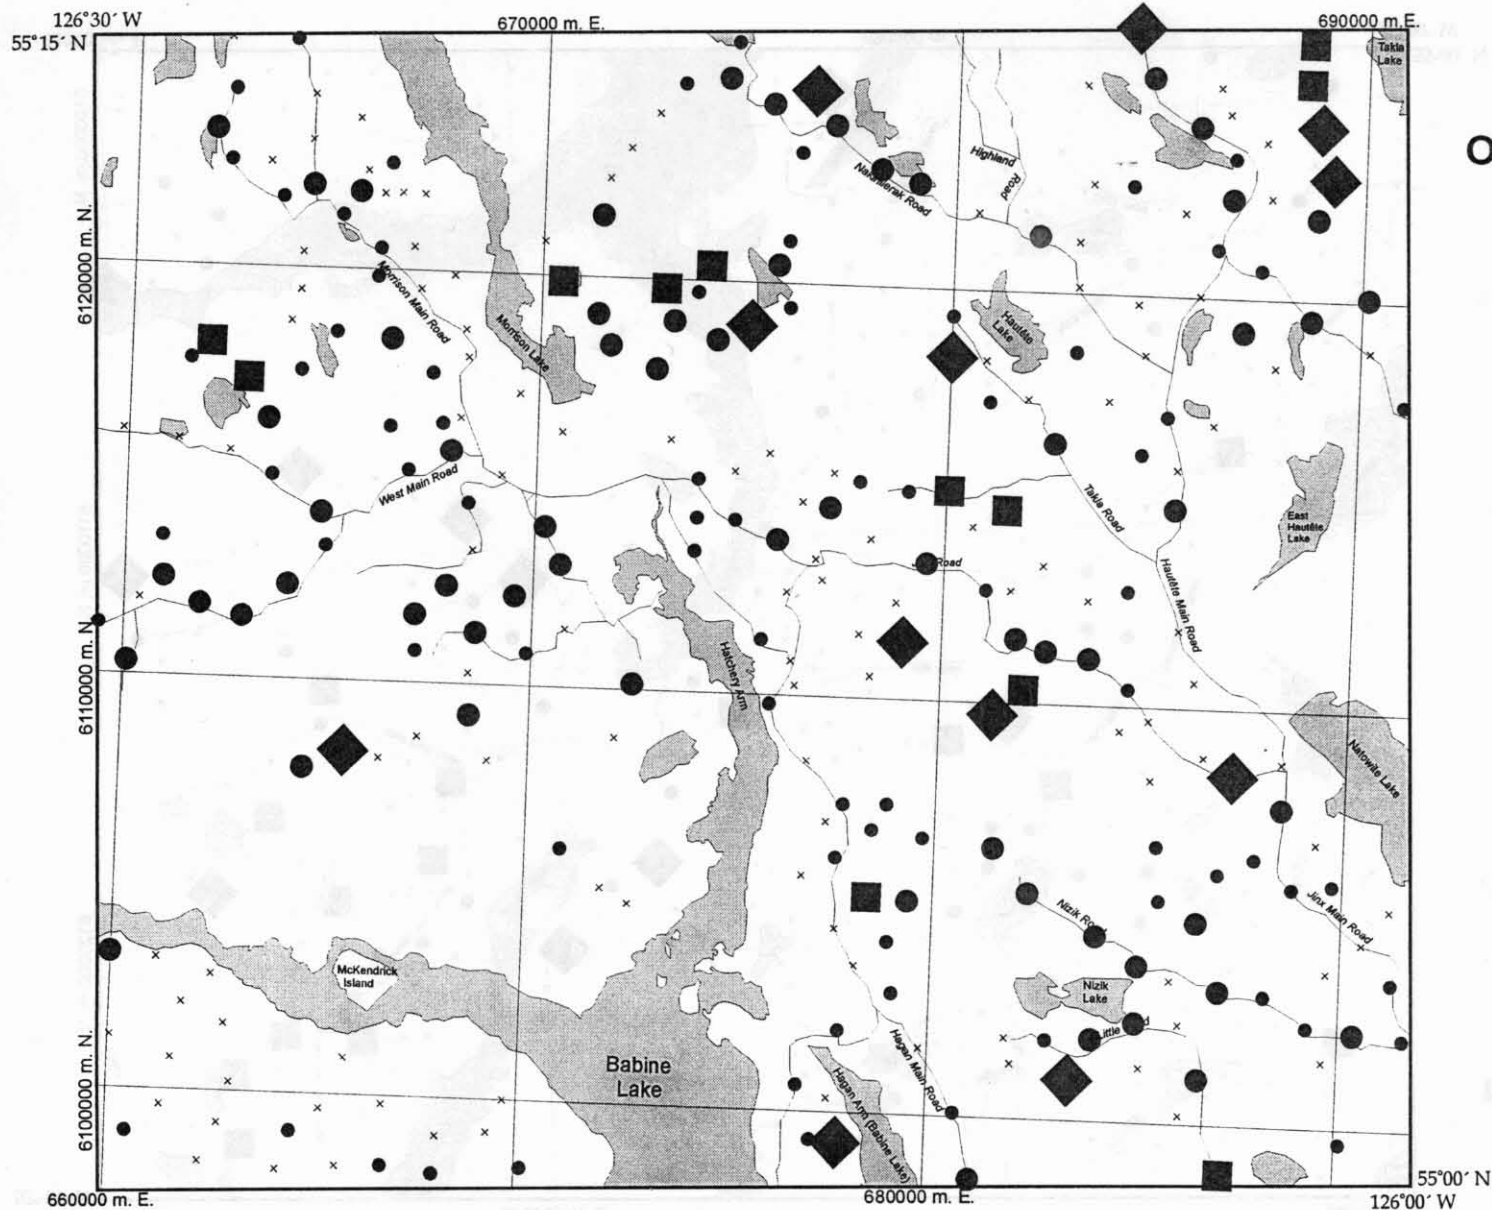 126°30´ W
670000 m. E.
690000 m. E.
55°15´ N
Takla
Lake
O
Highland
Road
Nakinilerak Road
6120000 m. N.
Morrison Main Road
Morrison Lake
Hautête
Lake
West Main Road
Takla Road
East
Hautête
Lake
Road
Hautête Main Road
6110000 m. N.
Hatchery Arm
Natowite Lake
Nizik Road
Jinx Main Road
McKendrick
Island
Nizik
Lake
Little
Hagan Main Road
Babine
Lake
Hagan Arm (Babine Lake)
6100000 m. N.
55°00´ N
660000 m. E.
680000 m. E.
126°00´ W